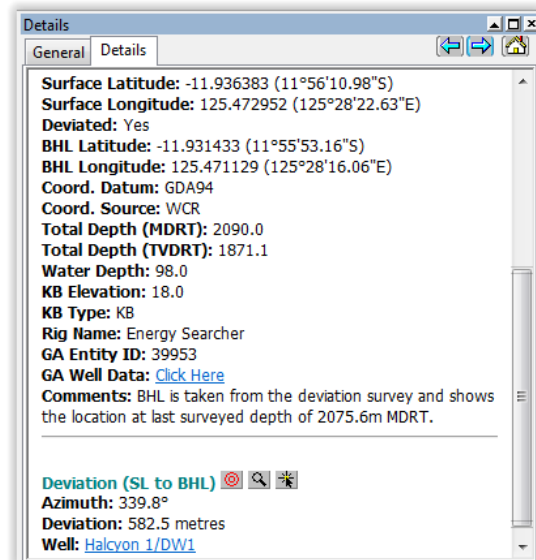 Details
General Details
Surface Latitude: -11.936383 (11°56'10.98"S)
Surface Longitude: 125.472952 (125°28'22.63"E)
Deviated: Yes
BHL Latitude: -11.931433 (11°55'53.16"S)
BHL Longitude: 125.471129 (125°28'16.06"E)
Coord. Datum: GDA94
Coord. Source: WCR
Total Depth (MDRT): 2090.0
Total Depth (TVDRT): 1871.1
Water Depth: 98.0
KB Elevation: 18.0
KB Type: KB
Rig Name: Energy Searcher
GA Entity ID: 39953
GA Well Data: Click Here
Comments: BHL is taken from the deviation survey and shows
the location at last surveyed depth of 2075.6m MDRT.
Deviation (SL to BHL)
Azimuth: 339.8°
Deviation: 582.5 metres
Well: Halcyon 1/DW1